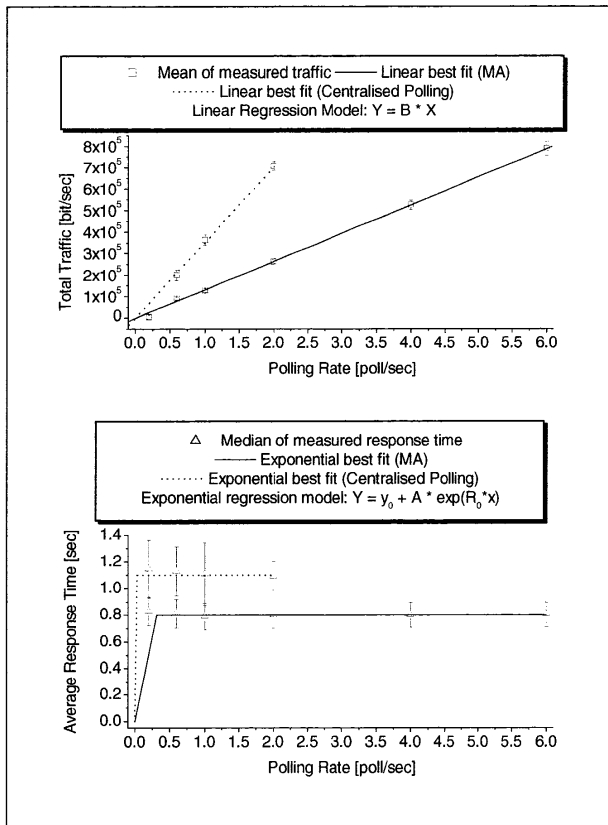 Mean of measured traffic Linear best fit (MA)
Linear best fit (Centralised Polling)
Linear Regression Model: Y = B * X
Total Traffic [bit/sec]
8x10⁵
7x10⁵
6x10⁵
5x10⁵
4x10⁵
3x10⁵
2x10⁵
1x10⁵
0
0.0 0.5 1.0 1.5 2.0 2.5 3.0 3.5 4.0 4.5 5.0 5.5 6.0
Polling Rate [poll/sec]
Median of measured response time
Exponential best fit (MA)
Exponential best fit (Centralised Polling)
Exponential regression model: Y = y₀ + A * exp(R₀*x)
Average Response Time [sec]
1.4
1.2
1.0
0.8
0.6
0.4
0.2
0.0
0.0 0.5 1.0 1.5 2.0 2.5 3.0 3.5 4.0 4.5 5.0 5.5 6.0
Polling Rate [poll/sec]